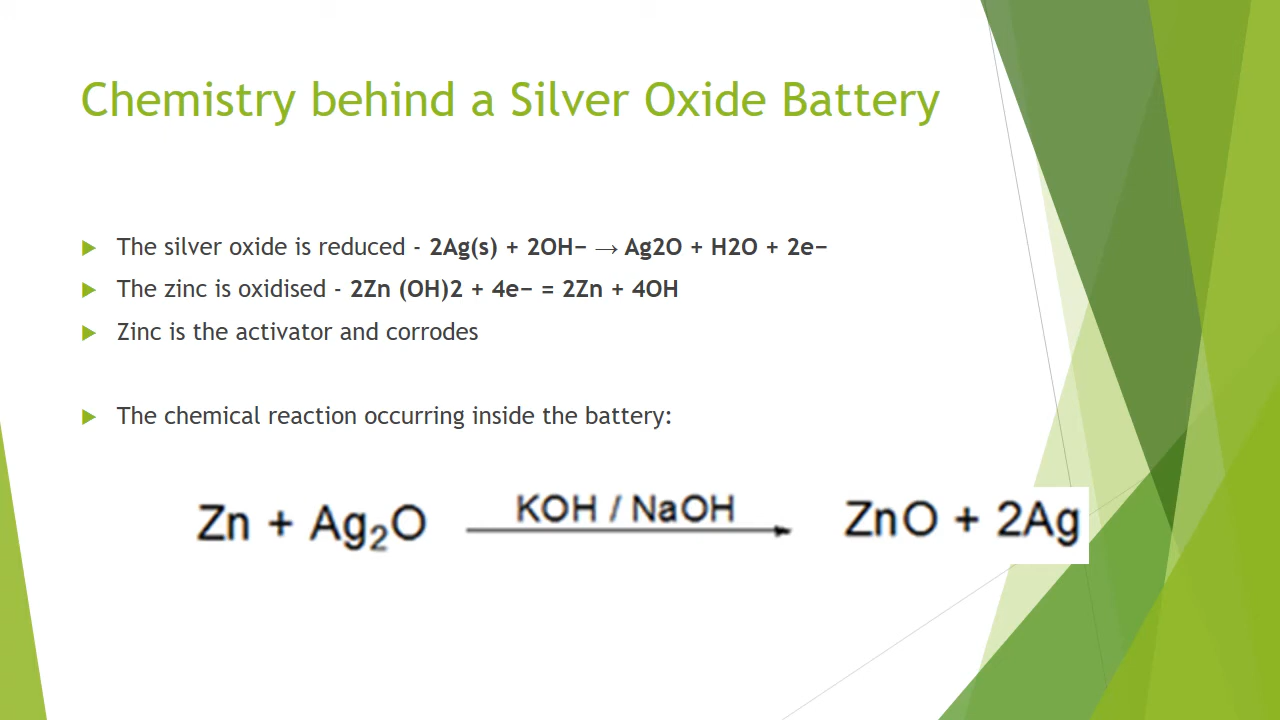 Chemistry behind a Silver Oxide Battery
The silver oxide is reduced - 2Ag(s) + 2OH− → Ag2O + H2O + 2e−
The zinc is oxidised - 2Zn (OH)2 + 4e− = 2Zn + 4OH
Zinc is the activator and corrodes
The chemical reaction occurring inside the battery:
Zn + Ag₂O KOH / NaOH → ZnO + 2Ag